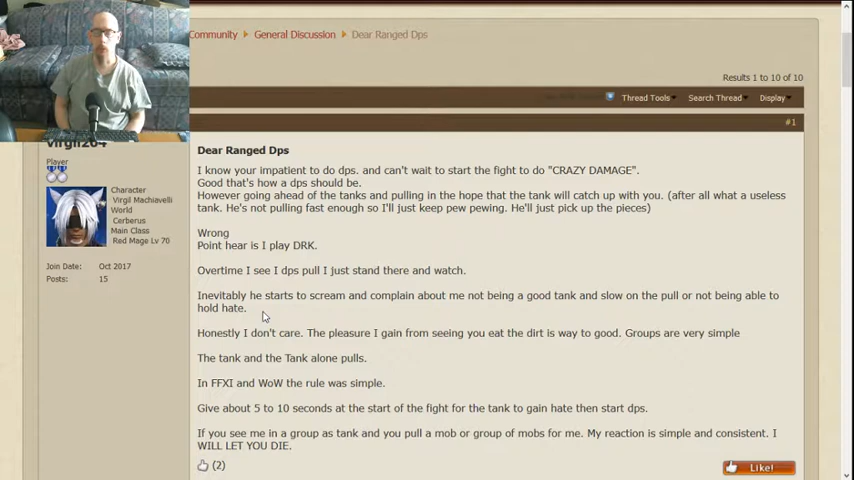 Community General Discussion Dear Ranged Dps
Results 1 to 10 of 10
Thread Tools Search Thread Display
#1
virgil264
Player
Character
Virgil Machiavelli
World
Cerberus
Main Class
Red Mage Lv 70
Join Date: Oct 2017
Posts: 15
Dear Ranged Dps
I know your impatient to do dps. and can't wait to start the fight to do "CRAZY DAMAGE".
Good that's how a dps should be.
However going ahead of the tanks and pulling in the hope that the tank will catch up with you. (after all what a useless
tank. He's not pulling fast enough so I'll just keep pew pewing. He'll just pick up the pieces)
Wrong
Point hear is I play DRK.
Overtime I see I dps pull I just stand there and watch.
Inevitably he starts to scream and complain about me not being a good tank and slow on the pull or not being able to
hold hate.
Honestly I don't care. The pleasure I gain from seeing you eat the dirt is way to good. Groups are very simple
The tank and the Tank alone pulls.
In FFXI and WoW the rule was simple.
Give about 5 to 10 seconds at the start of the fight for the tank to gain hate then start dps.
If you see me in a group as tank and you pull a mob or group of mobs for me. My reaction is simple and consistent. I
WILL LET YOU DIE.
(2)
Like!